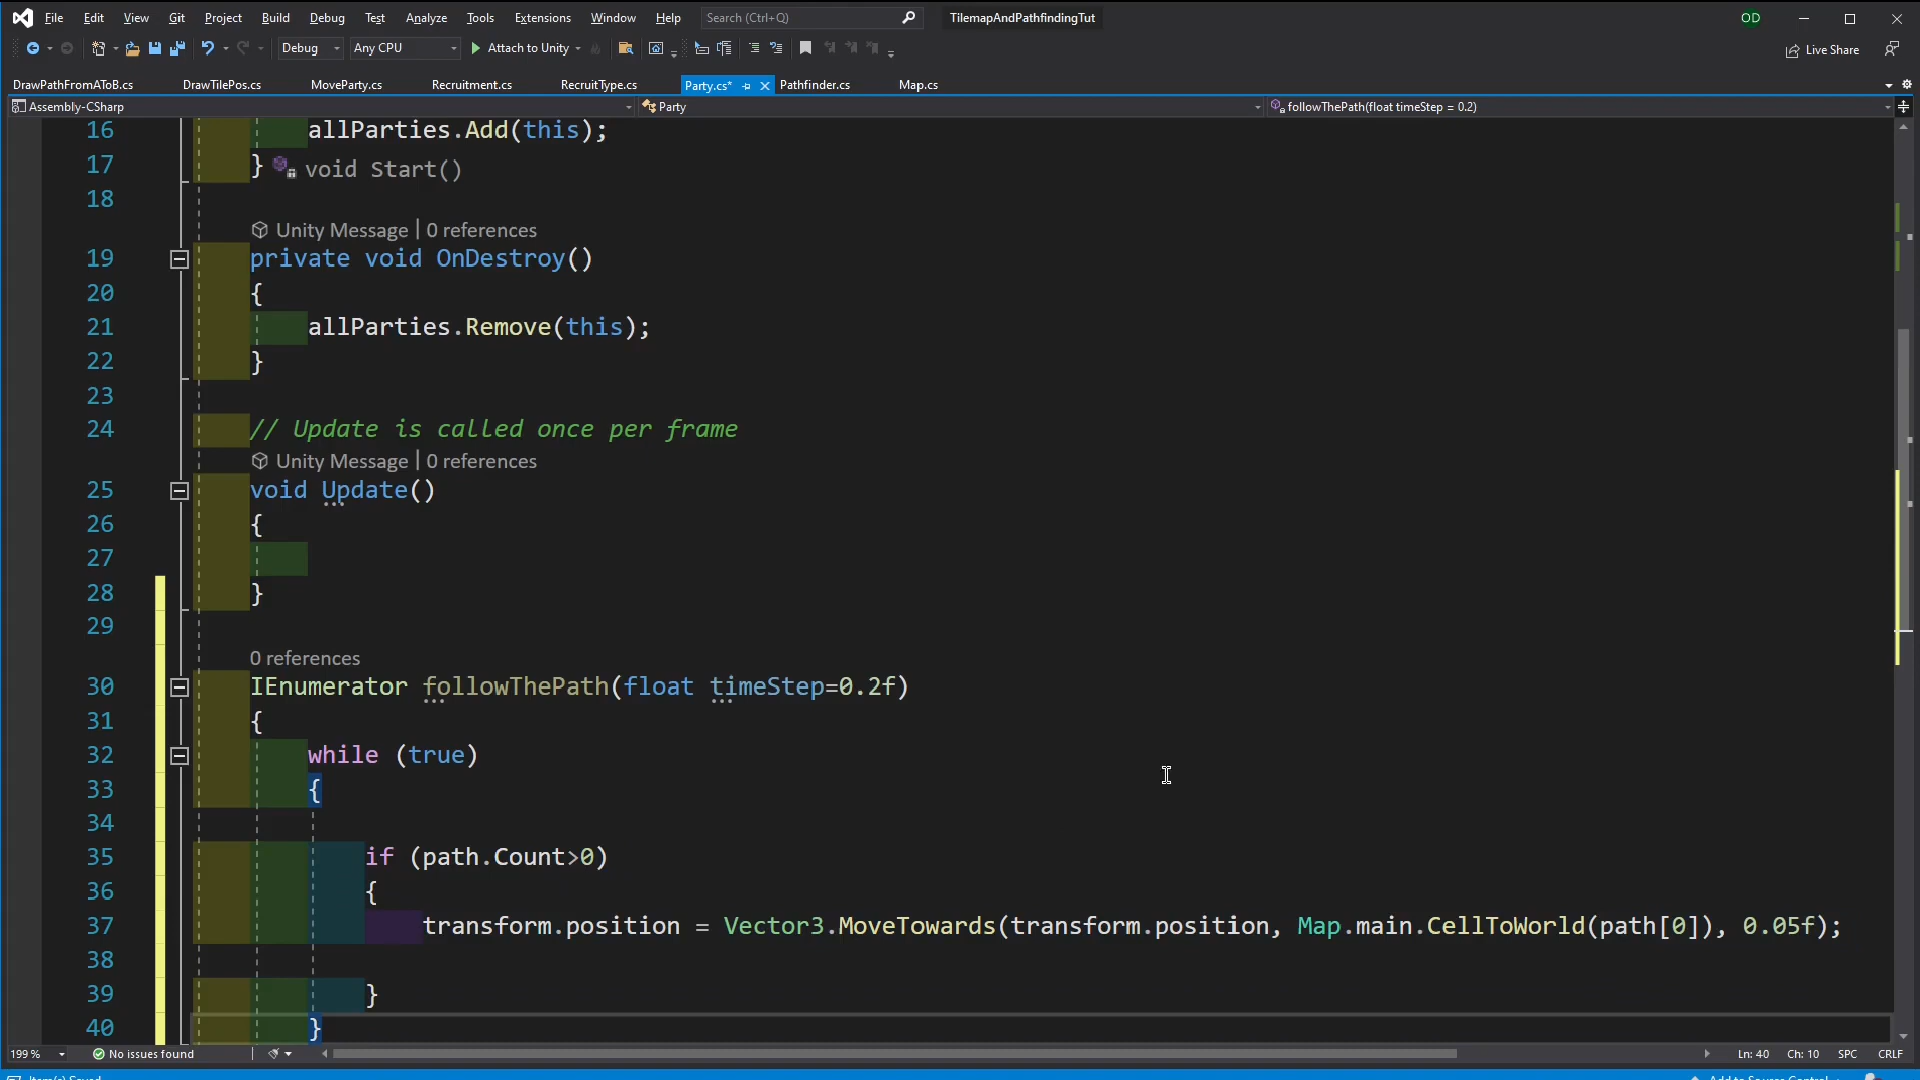 File Edit View Git Project Build Debug Test Analyze Tools Extensions Window Help Search (Ctrl+Q) TilemapAndPathfindingTut OD
Debug Any CPU Attach to Unity Live Share
DrawPathFromAToB.cs DrawTilePos.cs MoveParty.cs Recruitment.cs RecruitType.cs Party.cs* Pathfinder.cs Map.cs
Assembly-CSharp Party followThePath(float timeStep = 0.2)
16 allParties.Add(this);
17 } void Start()
18
Unity Message | 0 references
19 private void OnDestroy()
20 {
21 allParties.Remove(this);
22 }
23
24 // Update is called once per frame
Unity Message | 0 references
25 void Update()
26 {
27
28 }
29
0 references
30 IEnumerator followThePath(float timeStep=0.2f)
31 {
32 while (true)
33 {
34
35 if (path.Count>0)
36 {
37 transform.position = Vector3.MoveTowards(transform.position, Map.main.CellToWorld(path[0]), 0.05f);
38
39 }
40 }
199 % No issues found Ln: 40 Ch: 10 SPC CRLF
Item(s) Saved Add to Source Control